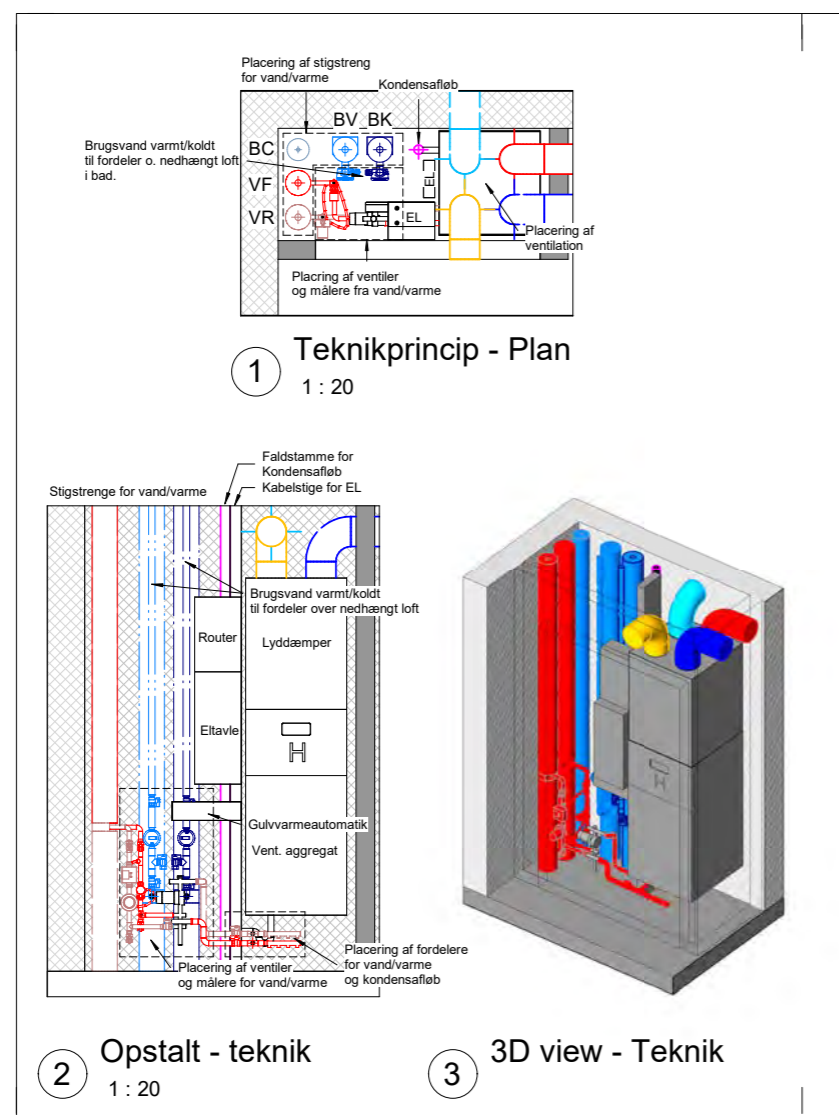 Placering af stigstreng
for vand/varme
Kondensafløb
BV BK
Brugsvand varmt/koldt
til fordeler o. nedhængt loft
i bad.
BC
VF
VR
EL
EL
Placering af
ventilation
Placring af ventiler
og målere fra vand/varme
1 Teknikprincip - Plan
1 : 20
Faldstamme for
Kondensafløb
Kabelstige for EL
Stigstrenge for vand/varme
Brugsvand varmt/koldt
til fordeler over nedhængt loft
Router
Lyddæmper
Eltavle
H
Gulvvarmeautomatik
Vent. aggregat
Placering af ventiler
og målere for vand/varme
Placering af fordelere
for vand/varme
og kondensafløb
H
2 Opstalt - teknik
1 : 20
3 3D view - Teknik